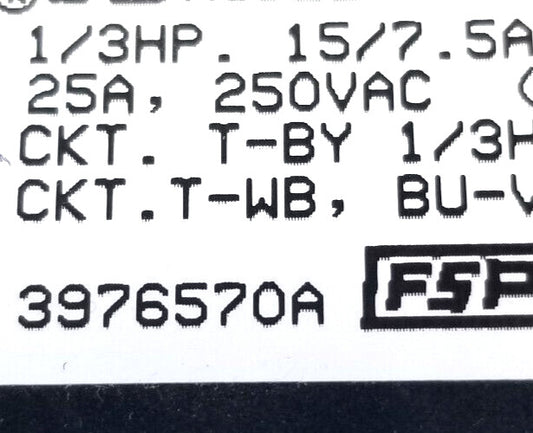 1/3HP. 15/7.5A
25A, 250VAC (
CKT. T-BY 1/3H
CKT.T-WB, BU-
3976570A FSP